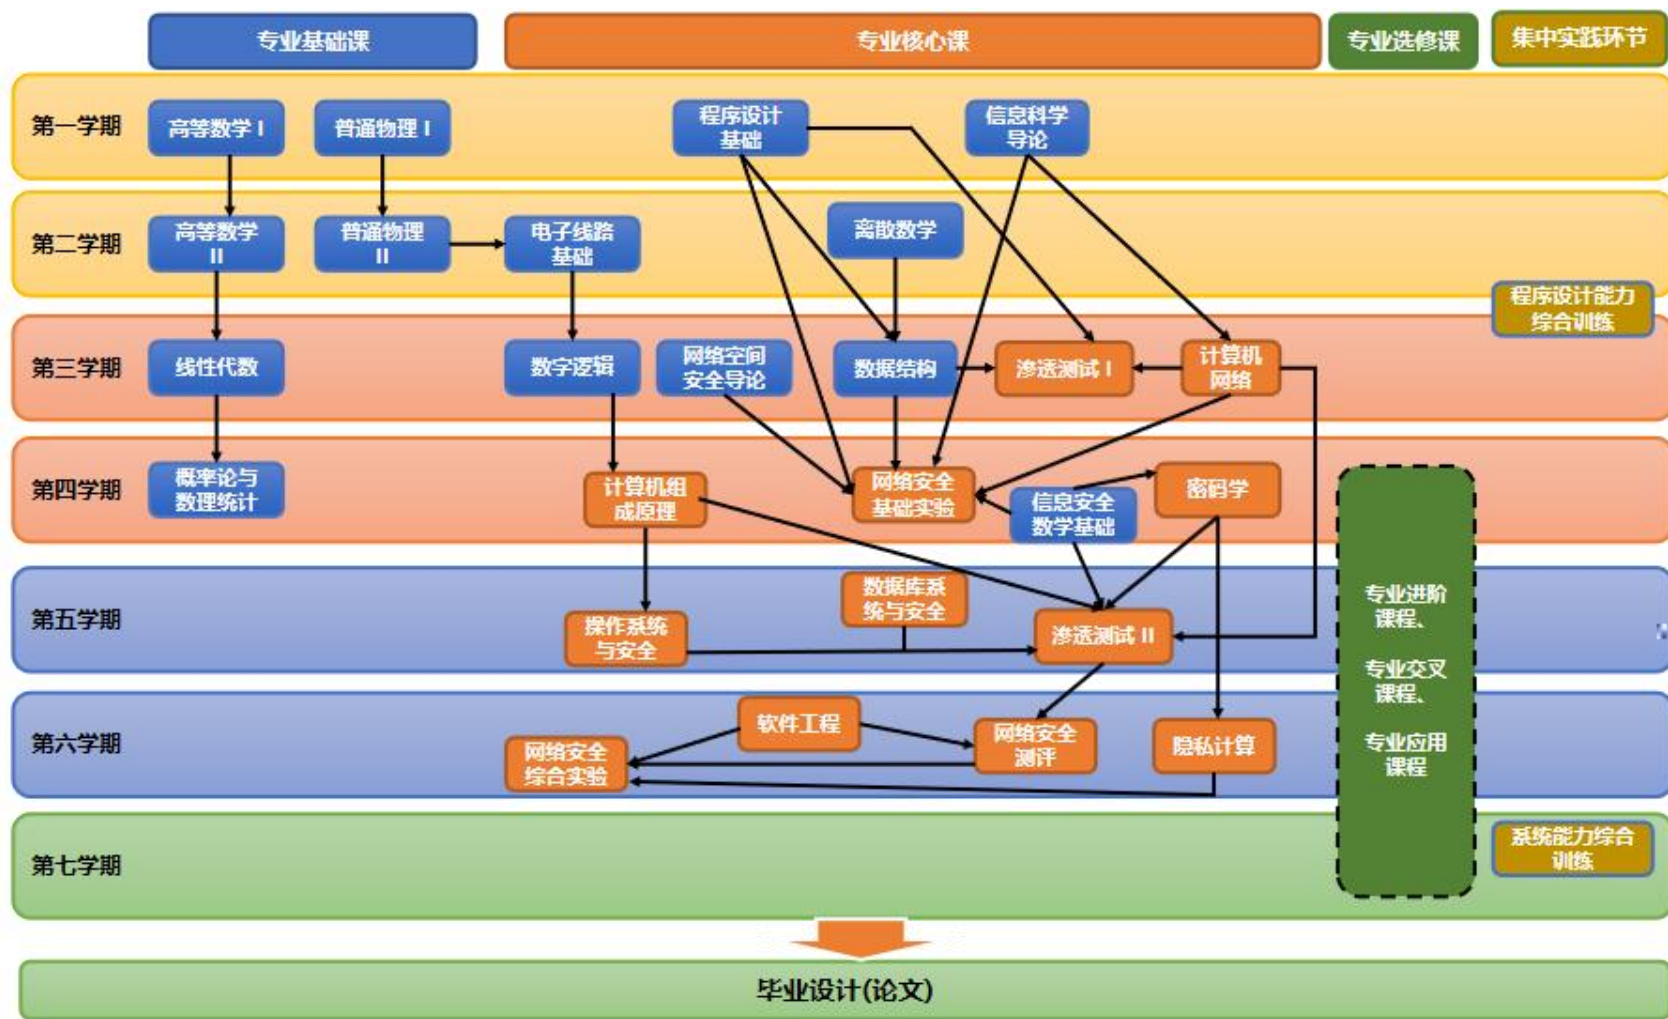 专业基础课
专业核心课
专业选修课
集中实践环节
第一学期
高等数学 I
普通物理 I
程序设计
基础
信息科学
导论
第二学期
高等数学
II
普通物理
II
电子线路
基础
离散数学
程序设计能力
综合训练
第三学期
线性代数
数字逻辑
网络空间
安全导论
数据结构
渗透测试 I
计算机
网络
第四学期
概率论与
数理统计
计算机组
成原理
网络安全
基础实验
信息安全
数学基础
密码学
第五学期
操作系统
与安全
数据库系
统与安全
渗透测试 II
专业进阶
课程、
专业交叉
课程、
专业应用
课程
第六学期
网络安全
综合实验
软件工程
网络安全
测评
隐私计算
第七学期
系统能力综合
训练
毕业设计(论文)